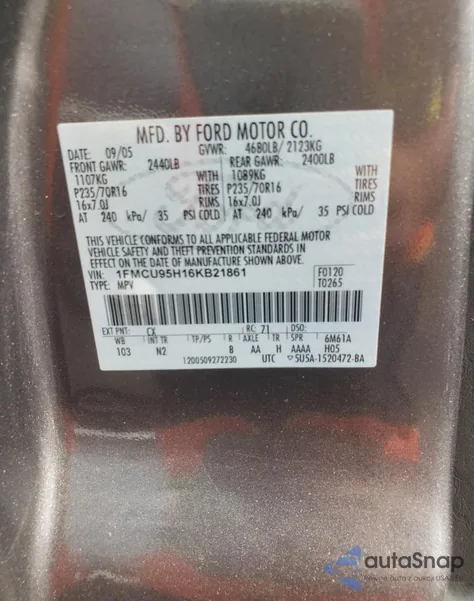 MFD. BY FORD MOTOR CO.
DATE: 09/05 GVWR: 4680LB/ 2123KG
FRONT GAWR: 2440LB REAR GAWR: 2400LB
1107KG WITH 1089KG WITH
P235/70R16 TIRES P235/70R16 TIRES
16x7.0J RIMS 16x7.0J RIMS
AT 240 kPa/ 35 PSI COLD AT 240 kPa/ 35 PSI COLD
THIS VEHICLE CONFORMS TO ALL APPLICABLE FEDERAL MOTOR
VEHICLE SAFETY AND THEFT PREVENTION STANDARDS IN
EFFECT ON THE DATE OF MANUFACTURE SHOWN ABOVE.
VIN: 1FMCU95H16KB21861 F0120
TYPE: MPV T0265
EXT PNT: CX RC: 71 DSO:
WB INT TR TP/PS R AXLE TR SPR 6M61A
103 N2 B AA H AAAA H05
1200509272230 UTC 5U5A-1520472-BA
autaSnap